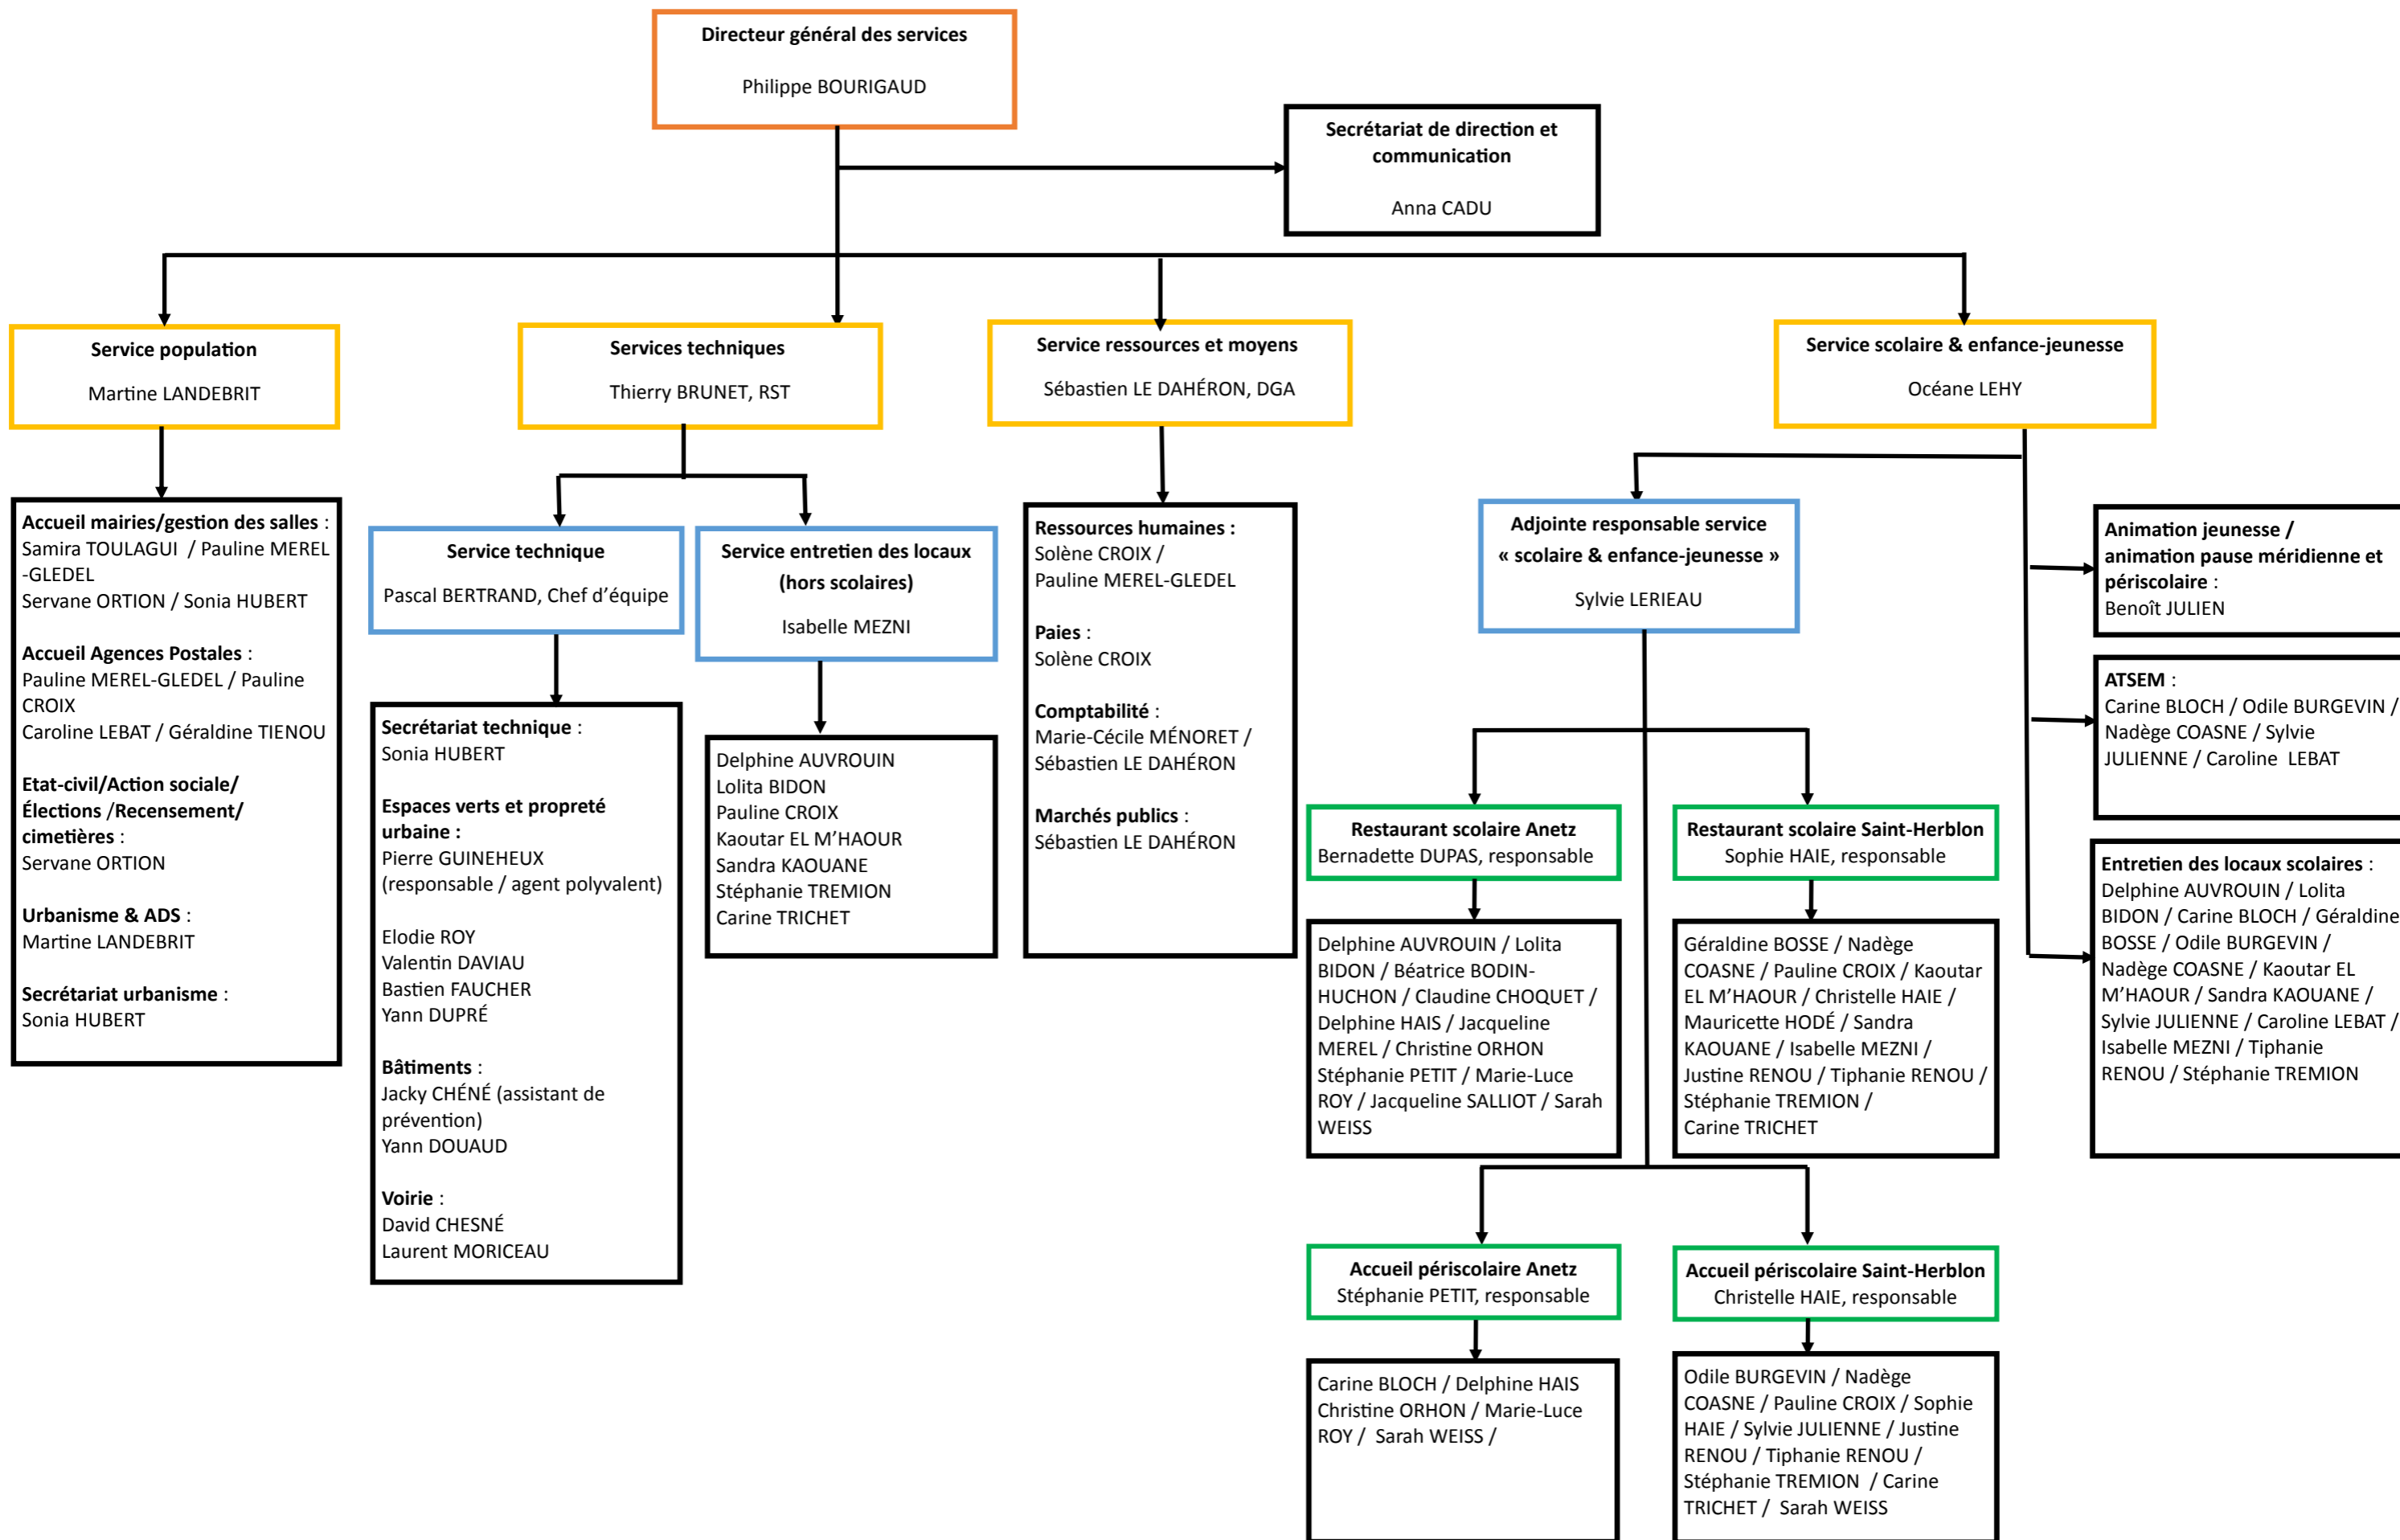 Directeur général des services
Philippe BOURIGAUD
Secrétariat de direction et
communication
Anna CADU
Service population
Martine LANDEBRIT
Services techniques
Thierry BRUNET, RST
Service ressources et moyens
Sébastien LE DAHÉRON, DGA
Service scolaire & enfance-jeunesse
Océane LEHY
Accueil mairies/gestion des salles :
Samira TOULAGUI / Pauline MEREL
-GLEDEL
Servane ORTION / Sonia HUBERT
Accueil Agences Postales :
Pauline MEREL-GLEDEL / Pauline
CROIX
Caroline LEBAT / Géraldine TIENOU
Etat-civil/Action sociale/
Élections /Recensement/
cimetières :
Servane ORTION
Urbanisme & ADS :
Martine LANDEBRIT
Secrétariat urbanisme :
Sonia HUBERT
Service technique
Pascal BERTRAND, Chef d’équipe
Service entretien des locaux
(hors scolaires)
Isabelle MEZNI
Secrétariat technique :
Sonia HUBERT
Espaces verts et propreté
urbaine :
Pierre GUINEHEUX
(responsable / agent polyvalent)
Elodie ROY
Valentin DAVIAU
Bastien FAUCHER
Yann DUPRÉ
Bâtiments :
Jacky CHÉNÉ (assistant de
prévention)
Yann DOUAUD
Voirie :
David CHESNÉ
Laurent MORICEAU
Delphine AUVROUIN
Lolita BIDON
Pauline CROIX
Kaoutar EL M’HAOUR
Sandra KAOUANE
Stéphanie TREMION
Carine TRICHET
Ressources humaines :
Solène CROIX /
Pauline MEREL-GLEDEL
Paies :
Solène CROIX
Comptabilité :
Marie-Cécile MÉNORET /
Sébastien LE DAHÉRON
Marchés publics :
Sébastien LE DAHÉRON
Adjointe responsable service
« scolaire & enfance-jeunesse »
Sylvie LERIEAU
Animation jeunesse /
animation pause méridienne et
périscolaire :
Benoît JULIEN
ATSEM :
Carine BLOCH / Odile BURGEVIN /
Nadège COASNE / Sylvie
JULIENNE / Caroline LEBAT
Entretien des locaux scolaires :
Delphine AUVROUIN / Lolita
BIDON / Carine BLOCH / Géraldine
BOSSE / Odile BURGEVIN /
Nadège COASNE / Kaoutar EL
M’HAOUR / Sandra KAOUANE /
Sylvie JULIENNE / Caroline LEBAT /
Isabelle MEZNI / Tiphanie
RENOU / Stéphanie TREMION
Restaurant scolaire Anetz
Bernadette DUPAS, responsable
Restaurant scolaire Saint-Herblon
Sophie HAIE, responsable
Delphine AUVROUIN / Lolita
BIDON / Béatrice BODIN-
HUCHON / Claudine CHOQUET /
Delphine HAIS / Jacqueline
MEREL / Christine ORHON
Stéphanie PETIT / Marie-Luce
ROY / Jacqueline SALLIOT / Sarah
WEISS
Géraldine BOSSE / Nadège
COASNE / Pauline CROIX / Kaoutar
EL M’HAOUR / Christelle HAIE /
Mauricette HODÉ / Sandra
KAOUANE / Isabelle MEZNI /
Justine RENOU / Tiphanie RENOU /
Stéphanie TREMION /
Carine TRICHET
Accueil périscolaire Anetz
Stéphanie PETIT, responsable
Accueil périscolaire Saint-Herblon
Christelle HAIE, responsable
Carine BLOCH / Delphine HAIS
Christine ORHON / Marie-Luce
ROY / Sarah WEISS /
Odile BURGEVIN / Nadège
COASNE / Pauline CROIX / Sophie
HAIE / Sylvie JULIENNE / Justine
RENOU / Tiphanie RENOU /
Stéphanie TREMION / Carine
TRICHET / Sarah WEISS